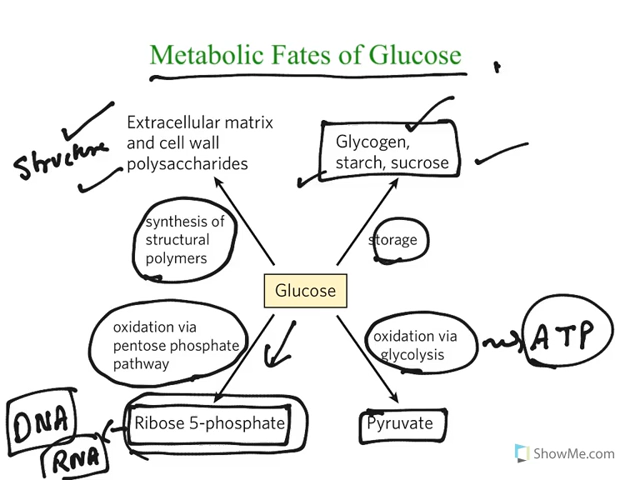 Metabolic Fates of Glucose
Structure
Extracellular matrix
and cell wall
polysaccharides
Glycogen,
starch, sucrose
synthesis of
structural
polymers
storage
Glucose
oxidation via
pentose phosphate
pathway
oxidation via
glycolysis
ATP
DNA
RNA
Ribose 5-phosphate
Pyruvate
ShowMe.com